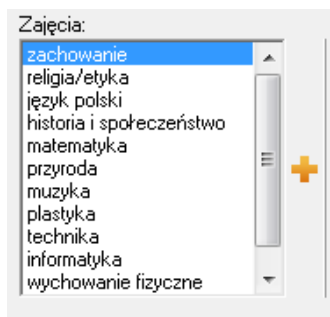 Zajęcia:
zachowanie
religia/etyka
język polski
historia i społeczeństwo
matematyka
przyroda
muzyka
plastyka
technika
informatyka
wychowanie fizyczne